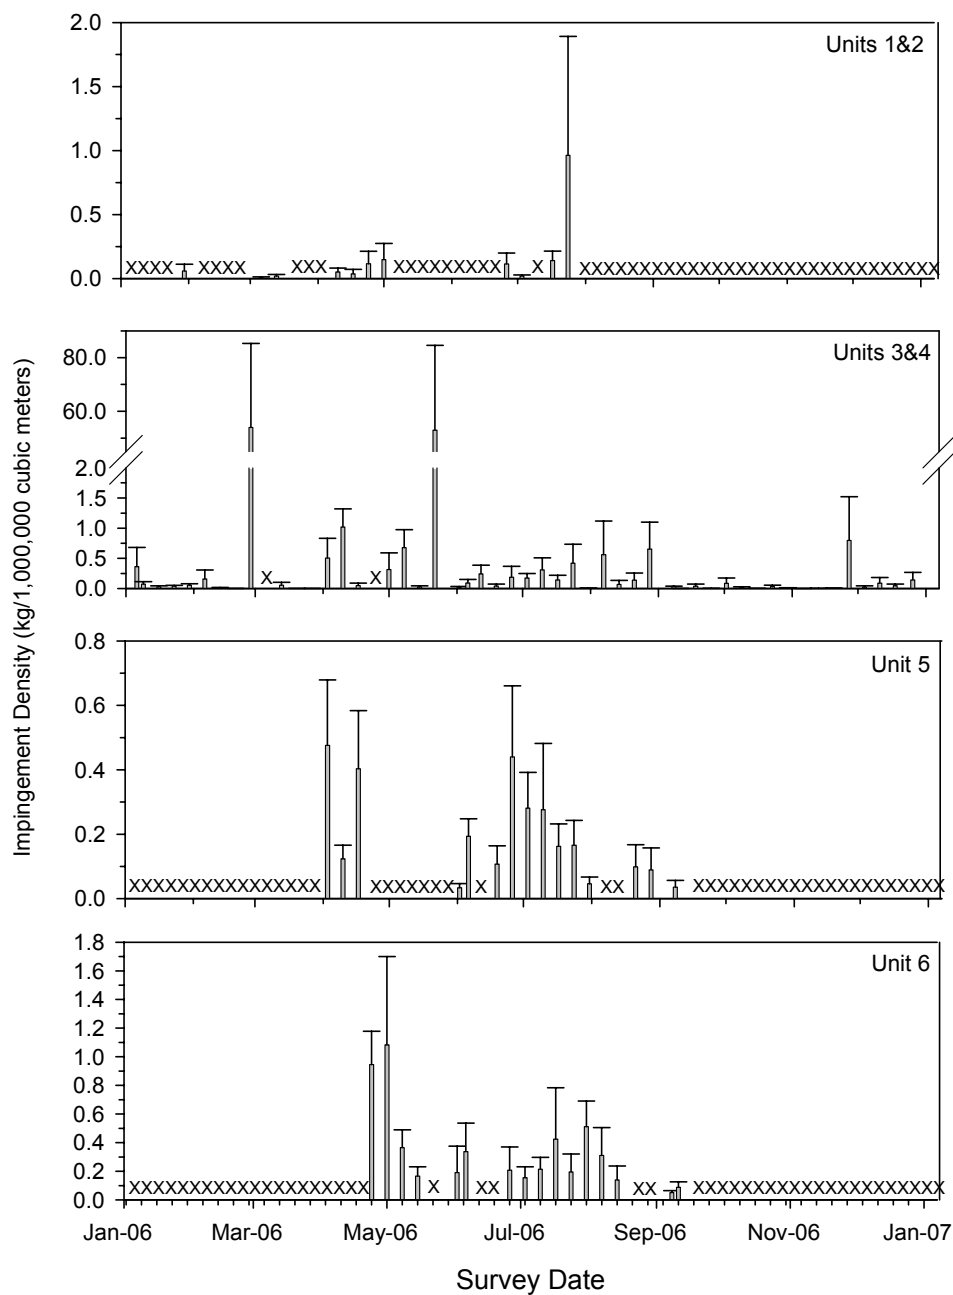 2.0
Units 1&2
1.5
1.0
0.5
XXXX XXXXX XXX XXXXXXXXX X XXXXXXXXXXXXXXXXXXXXXXXXXXXXXX
0.0
Impingement Density (kg/1,000,000 cubic meters)
80.0
Units 3&4
60.0
2.0
1.5
1.0
0.5
X X
0.0
0.8
Unit 5
0.6
0.4
0.2
XXXXXXXXXXXXXXXXX XXXXXXX X XX XXXXXXXXXXXXXXXXXXXXXX
0.0
1.8
Unit 6
1.6
1.4
1.2
1.0
0.8
0.6
0.4
0.2
XXXXXXXXXXXXXXXXXXXXX X XX XX XXXXXXXXXXXXXXXXXXXXXX
0.0
Jan-06 Mar-06 May-06 Jul-06 Sep-06 Nov-06 Jan-07
Survey Date